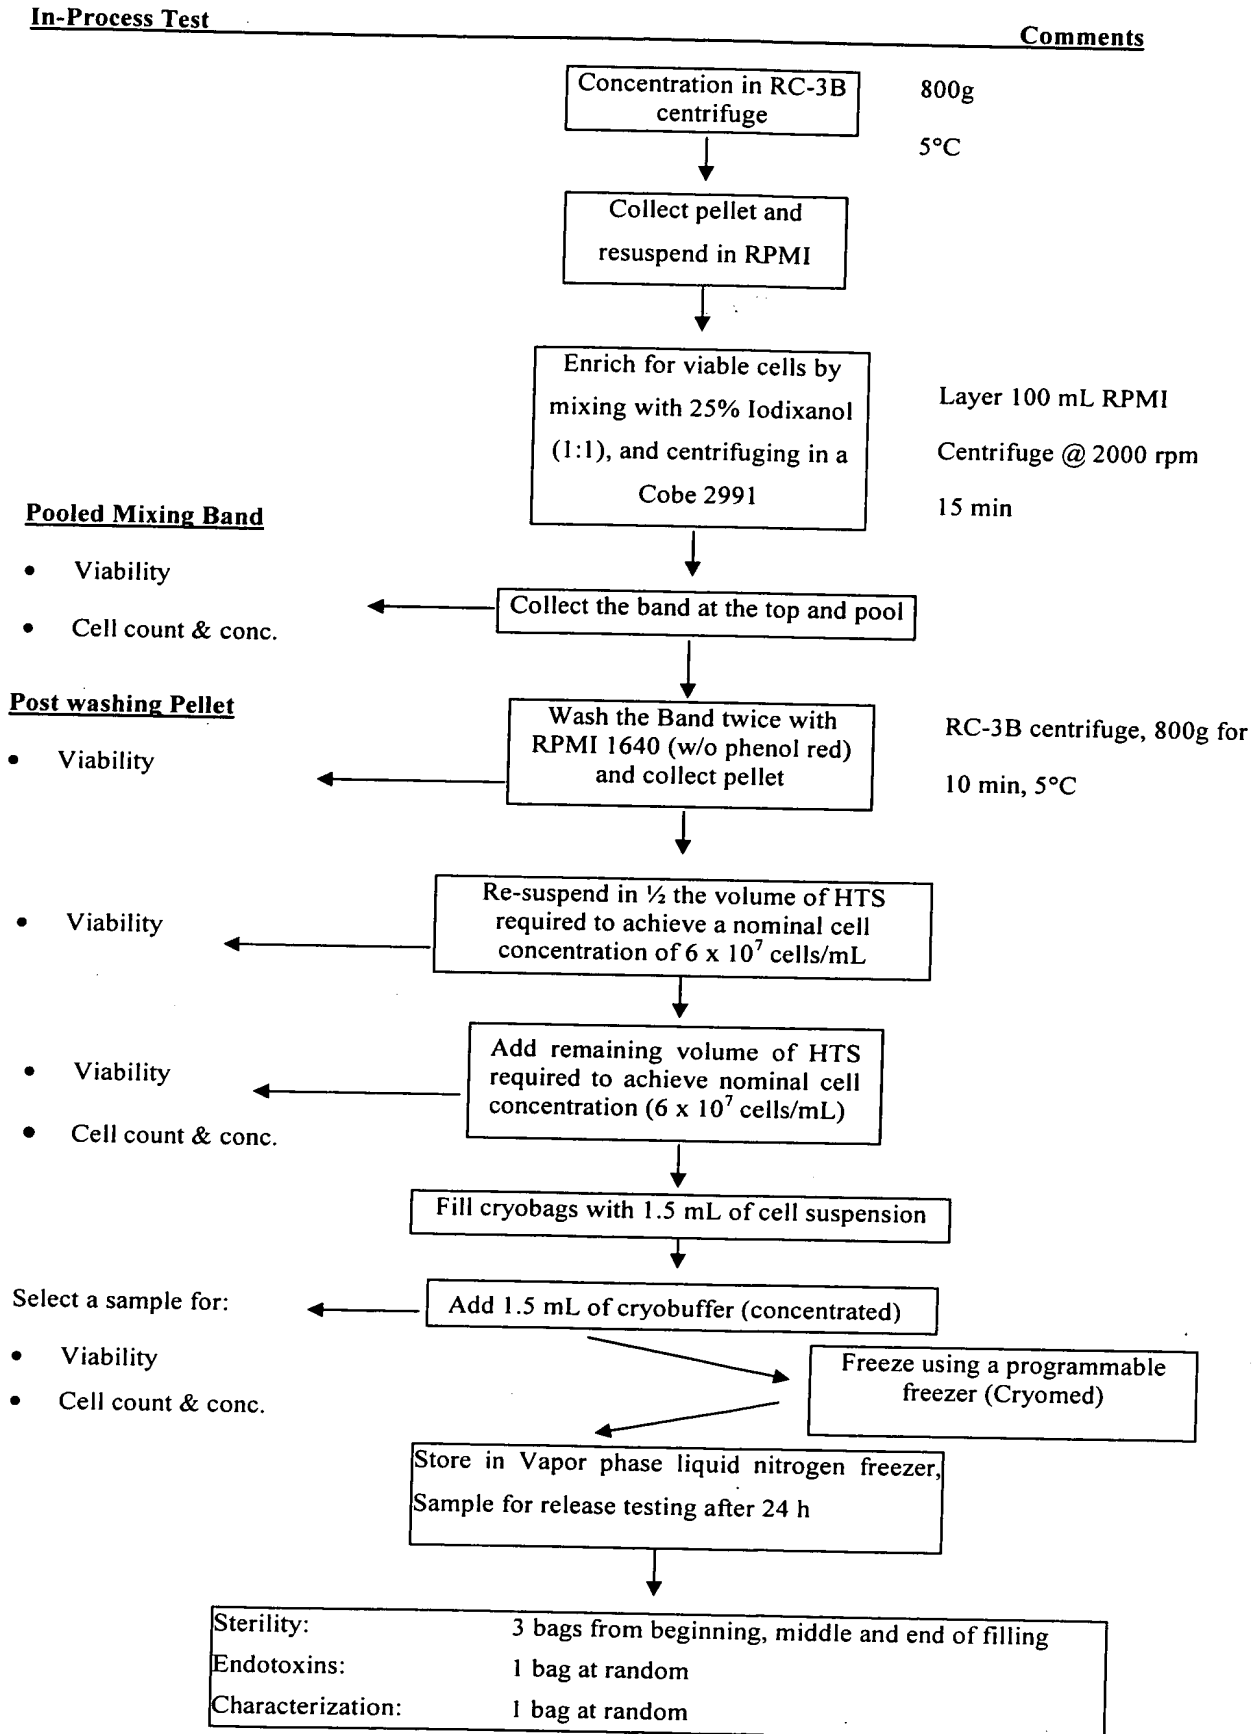 In-Process Test
Comments
Concentration in RC-3B
centrifuge
800g
5°C
Collect pellet and
resuspend in RPMI
Enrich for viable cells by
mixing with 25% Iodixanol
(1:1), and centrifuging in a
Cobe 2991
Layer 100 mL RPMI
Centrifuge @ 2000 rpm
15 min
Pooled Mixing Band
• Viability
• Cell count & conc.
Collect the band at the top and pool
Post washing Pellet
• Viability
Wash the Band twice with
RPMI 1640 (w/o phenol red)
and collect pellet
RC-3B centrifuge, 800g for
10 min, 5°C
• Viability
Re-suspend in ½ the volume of HTS
required to achieve a nominal cell
concentration of 6 x 10⁷ cells/mL
• Viability
• Cell count & conc.
Add remaining volume of HTS
required to achieve nominal cell
concentration (6 x 10⁷ cells/mL)
Fill cryobags with 1.5 mL of cell suspension
Select a sample for:
• Viability
• Cell count & conc.
Add 1.5 mL of cryobuffer (concentrated)
Freeze using a programmable
freezer (Cryomed)
Store in Vapor phase liquid nitrogen freezer,
Sample for release testing after 24 h
Sterility: 3 bags from beginning, middle and end of filling
Endotoxins: 1 bag at random
Characterization: 1 bag at random